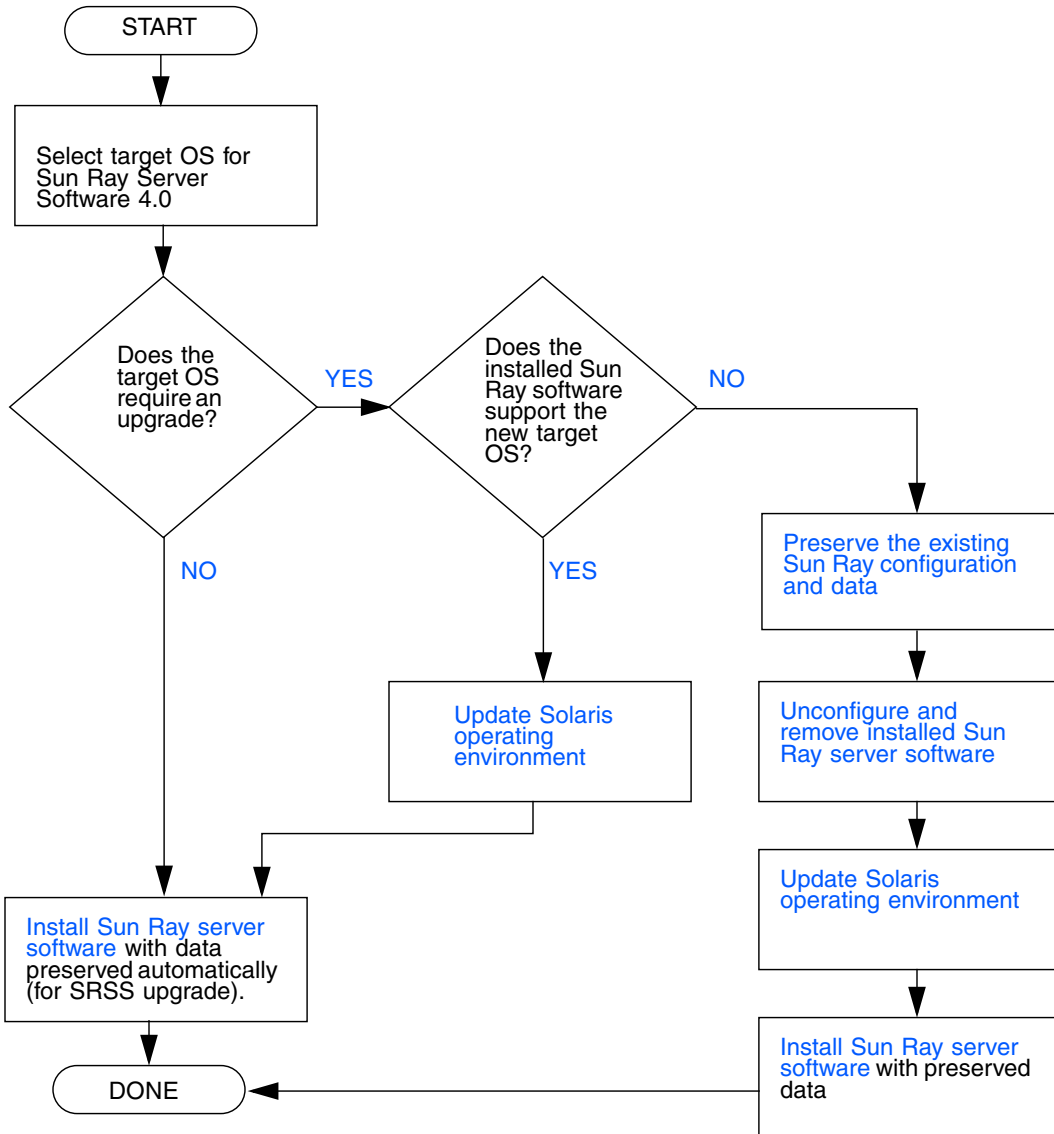 START
Select target OS for
Sun Ray Server
Software 4.0
Does the
target OS
require an
upgrade?
YES
NO
Does the
installed Sun
Ray software
support the
new target
OS?
NO
YES
Preserve the existing
Sun Ray configuration
and data
Unconfigure and
remove installed Sun
Ray server software
Update Solaris
operating
environment
Update Solaris
operating environment
Install Sun Ray server
software with data
preserved automatically
(for SRSS upgrade).
Install Sun Ray server
software with preserved
data
DONE